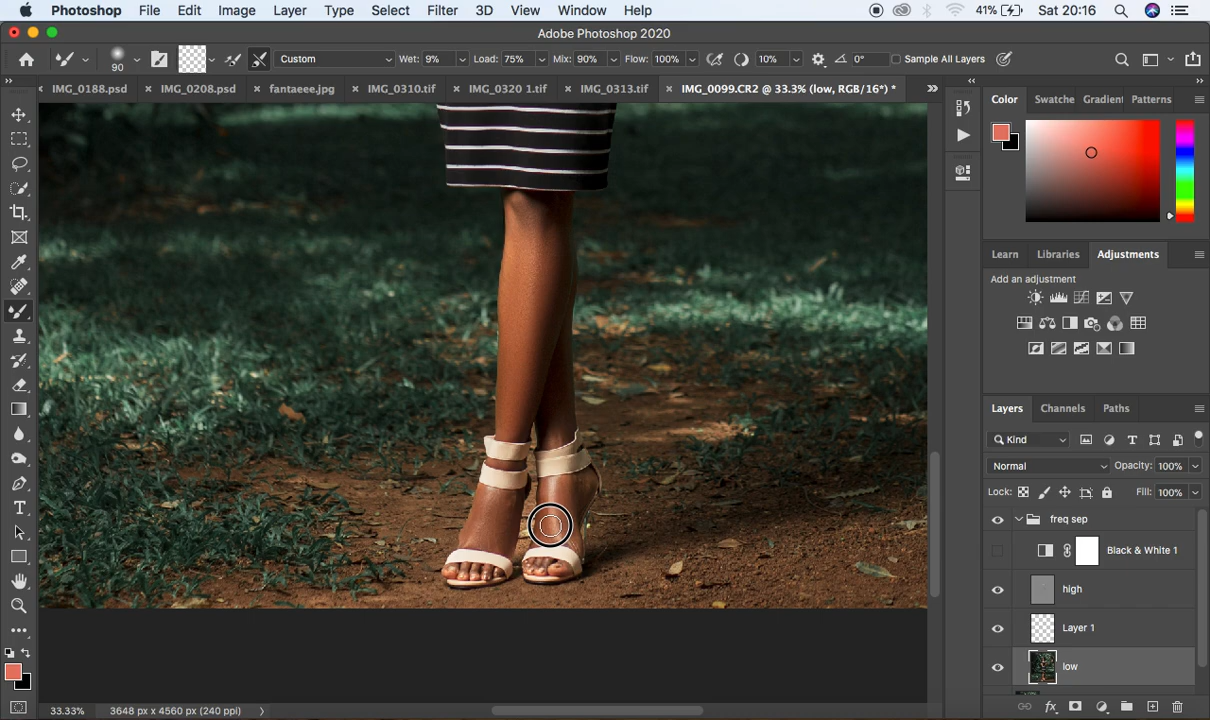 Photoshop File Edit Image Layer Type Select Filter 3D View Window Help 41% Sat 20:16
Adobe Photoshop 2020
90 Custom Wet: 9% Load: 75% Mix: 90% Flow: 100% 10% 0° Sample All Layers
IMG_0188.psd IMG_0208.psd fantaeee.jpg IMG_0310.tif IMG_0320 1.tif IMG_0313.tif IMG_0099.CR2 @ 33.3% (low, RGB/16*) *
Color Swatche Gradient Patterns
Learn Libraries Adjustments
Add an adjustment
Layers Channels Paths
Kind
Normal Opacity: 100%
Lock: Fill: 100%
freq sep
Black & White 1
high
Layer 1
low
33.33% 3648 px x 4560 px (240 ppi)